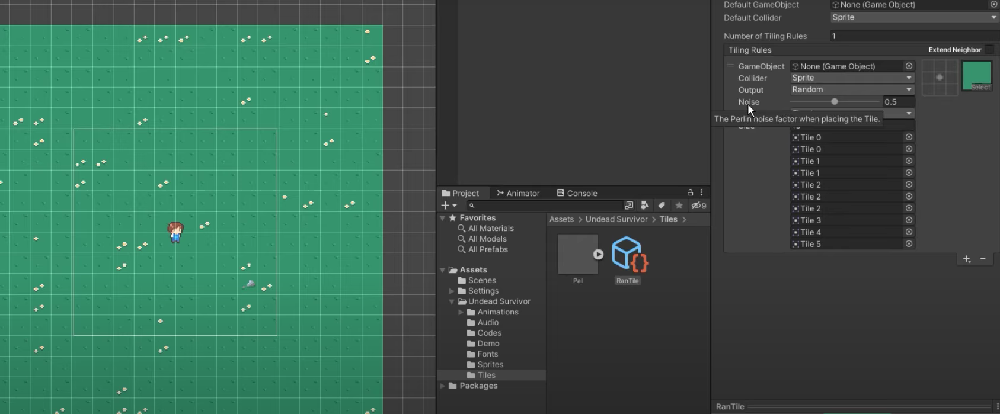 Default GameObject None (Game Object)
Default Collider Sprite
Number of Tiling Rules 1
Tiling Rules Extend Neighbor
GameObject None (Game Object)
Collider Sprite
Output Random
Select
Noise 0.5
The Perlin noise factor when placing the Tile.
Size 10
Tile 0
Tile 0
Tile 1
Tile 1
Tile 2
Tile 2
Tile 2
Tile 3
Tile 4
Tile 5
Project Animator Console
9
Favorites
All Materials
All Models
All Prefabs
Assets
Scenes
Settings
Undead Survivor
Animations
Audio
Codes
Demo
Fonts
Sprites
Tiles
Packages
Assets > Undead Survivor > Tiles >
Pal RanTile
RanTile